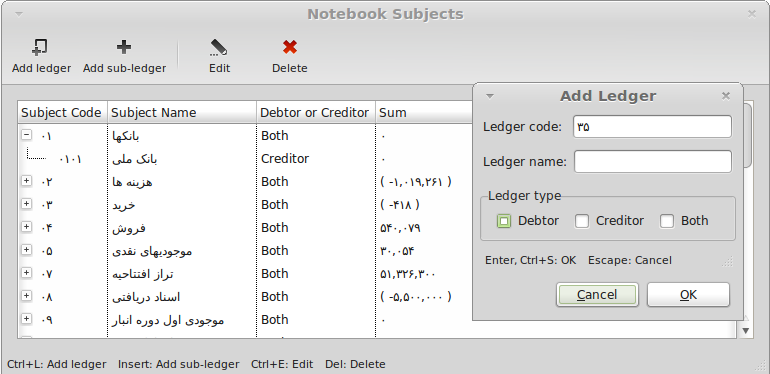 Notebook Subjects
Add ledger Add sub-ledger Edit Delete
Subject Code Subject Name Debtor or Creditor Sum
۰۱ بانکها Both ۰
۰۱۰۱ بانک ملی Creditor ۰
۰۲ هزینه ها Both ( -۱,۰۱۹,۲۶۱ )
۰۳ خرید Both ( -۴۱۸ )
۰۴ فروش Both ۵۴۰,۰۷۹
۰۵ موجودیهای نقدی Both ۳۰,۰۵۴
۰۷ تراز افتتاحیه Both ۵۱,۳۲۶,۳۰۰
۰۸ اسناد دریافتی Both ( -۵,۵۰۰,۰۰۰ )
۰۹ موجودی اول دوره انبار Both ۰
Add Ledger
Ledger code: ۳۵
Ledger name:
Ledger type
Debtor Creditor Both
Enter, Ctrl+S: OK Escape: Cancel
Cancel OK
Ctrl+L: Add ledger Insert: Add sub-ledger Ctrl+E: Edit Del: Delete